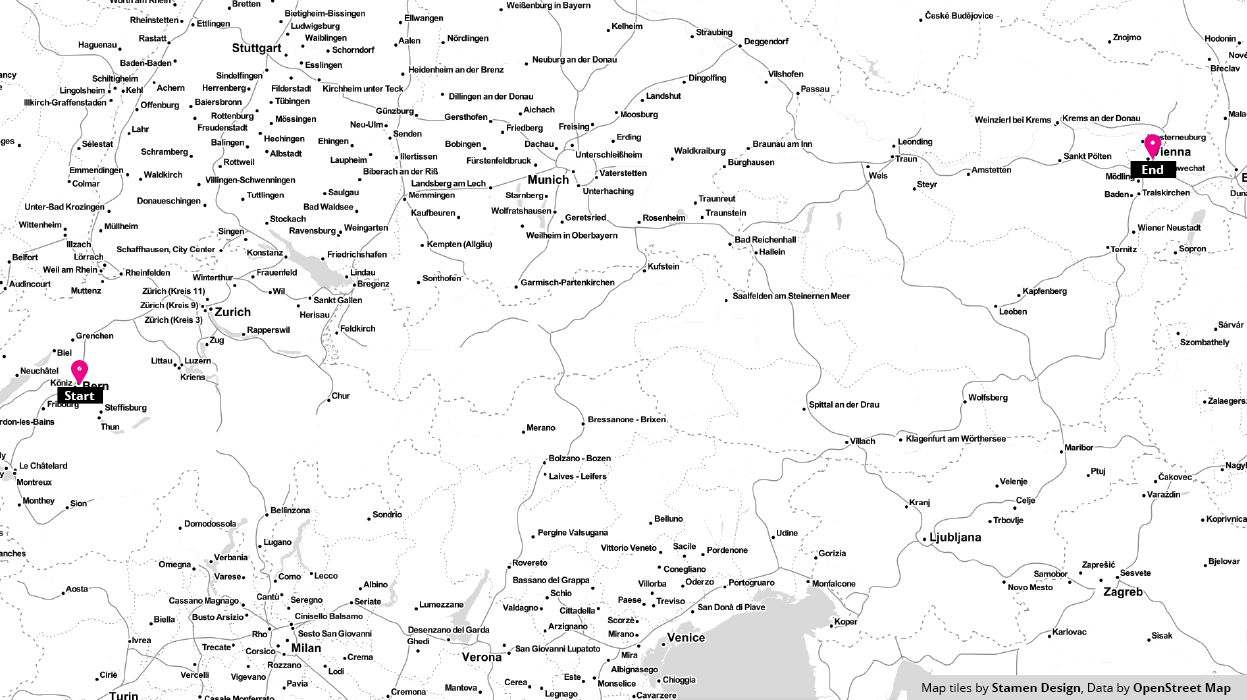 Worth am Rhein
Bretten
Weißenburg in Bayern
Bietigheim-Bissingen
Rheinstetten
Ettlingen
Ludwigsburg
Ellwangen
České Budějovice
Kelheim
Straubing
Rastatt
Waiblingen
Aalen
Nördlingen
Deggendorf
Znojmo
Hodonin
Haguenau
Stuttgart
Schorndorf
Baden-Baden
Esslingen
Neuburg an der Donau
Břeclav
Schiltigheim
Sindelfingen
Heidenheim an der Brenz
Dingolfing
Vilshofen
Lingolsheim
Kehl
Achern
Herrenberg
Filderstadt
Kirchheim unter Teck
Passau
Illkirch-Graffenstaden
Offenburg
Baiersbronn
Tübingen
Dillingen an der Donau
Landshut
Rottenburg
Mössingen
Günzburg
Gersthofen
Aichach
Moosburg
Weinzierl bei Krems
Krems an der Donau
Lahr
Freudenstadt
Neu-Ulm
Senden
Friedberg
Freising
Sélestat
Balingen
Hechingen
Ehingen
Bobingen
Dachau
Erding
Braunau am Inn
Leonding
Schramberg
Albstadt
Laupheim
Illertissen
Fürstenfeldbruck
Unterschleißheim
Waldkraiburg
Traun
Sankt Pölten
Emmendingen
Rottweil
Burghausen
End
Colmar
Waldkirch
Villingen-Schwenningen
Biberach an der Riß
Landsberg am Lech
Munich
Vaterstetten
Wels
Amstetten
Mödling
Tuttlingen
Saulgau
Memmingen
Starnberg
Unterhaching
Steyr
Baden
Traiskirchen
Unter-Bad Krozingen
Donaueschingen
Bad Waldsee
Kaufbeuren
Wolfratshausen
Geretsried
Rosenheim
Traunreut
Traunstein
Wittenheim
Müllheim
Singen
Stockach
Ravensburg
Weingarten
Weilheim in Oberbayern
Wiener Neustadt
Illzach
Schaffhausen, City Center
Konstanz
Kempten (Allgäu)
Bad Reichenhall
Ternitz
Sopron
Belfort
Lörrach
Friedrichshafen
Hallein
Weil am Rhein
Rheinfelden
Winterthur
Frauenfeld
Lindau
Sonthofen
Garmisch-Partenkirchen
Kufstein
Audincourt
Muttenz
Zürich (Kreis 11)
Wil
Bregenz
Saalfelden am Steinernen Meer
Kapfenberg
Zürich (Kreis 9)
Zurich
Sankt Gallen
Herisau
Leoben
Zürich (Kreis 3)
Rapperswil
Feldkirch
Sárvár
Grenchen
Zug
Szombathely
Biel
Littau
Luzern
Neuchâtel
Kriens
Köniz
Bern
Start
Chur
Wolfsberg
Spittal an der Drau
Steffisburg
Thun
Merano
Bressanone - Brixen
Villach
Klagenfurt am Wörthersee
Maribor
Le Châtelard
Bolzano - Bozen
Ptuj
Montreux
Laives - Leifers
Velenje
Čakovec
Monthey
Sion
Kranj
Celje
Varaždin
Bellinzona
Sondrio
Belluno
Trbovlje
Koprivnica
Domodossola
Pergine Valsugana
Udine
Ljubljana
Lugano
Vittorio Veneto
Sacile
Pordenone
Gorizia
Verbania
Omegna
Rovereto
Conegliano
Zaprešić
Bjelovar
Varese
Como
Lecco
Bassano del Grappa
Villorba
Oderzo
Portogruaro
Monfalcone
Samobor
Sesvete
Aosta
Albino
Schio
Novo Mesto
Zagreb
Cassano Magnago
Cantù
Seregno
Seriate
Lumezzane
Valdagno
Cittadella
Paese
Treviso
San Donà di Piave
Biella
Busto Arsizio
Cinisello Balsamo
Scorzè
Koper
Ivrea
Rho
Sesto San Giovanni
Desenzano del Garda
Arzignano
Mirano
Venice
Karlovac
Sisak
Trecate
Corsico
Milan
Ghedi
San Giovanni Lupatoto
Mira
Cirié
Vercelli
Rozzano
Crema
Verona
Albignasego
Vigevano
Lodi
Este
Monselice
Chioggia
Turin
Casale Monferrato
Pavia
Cremona
Mantova
Cerea
Legnago
Cavarzere
Map tiles by Stamen Design, Data by OpenStreet Map